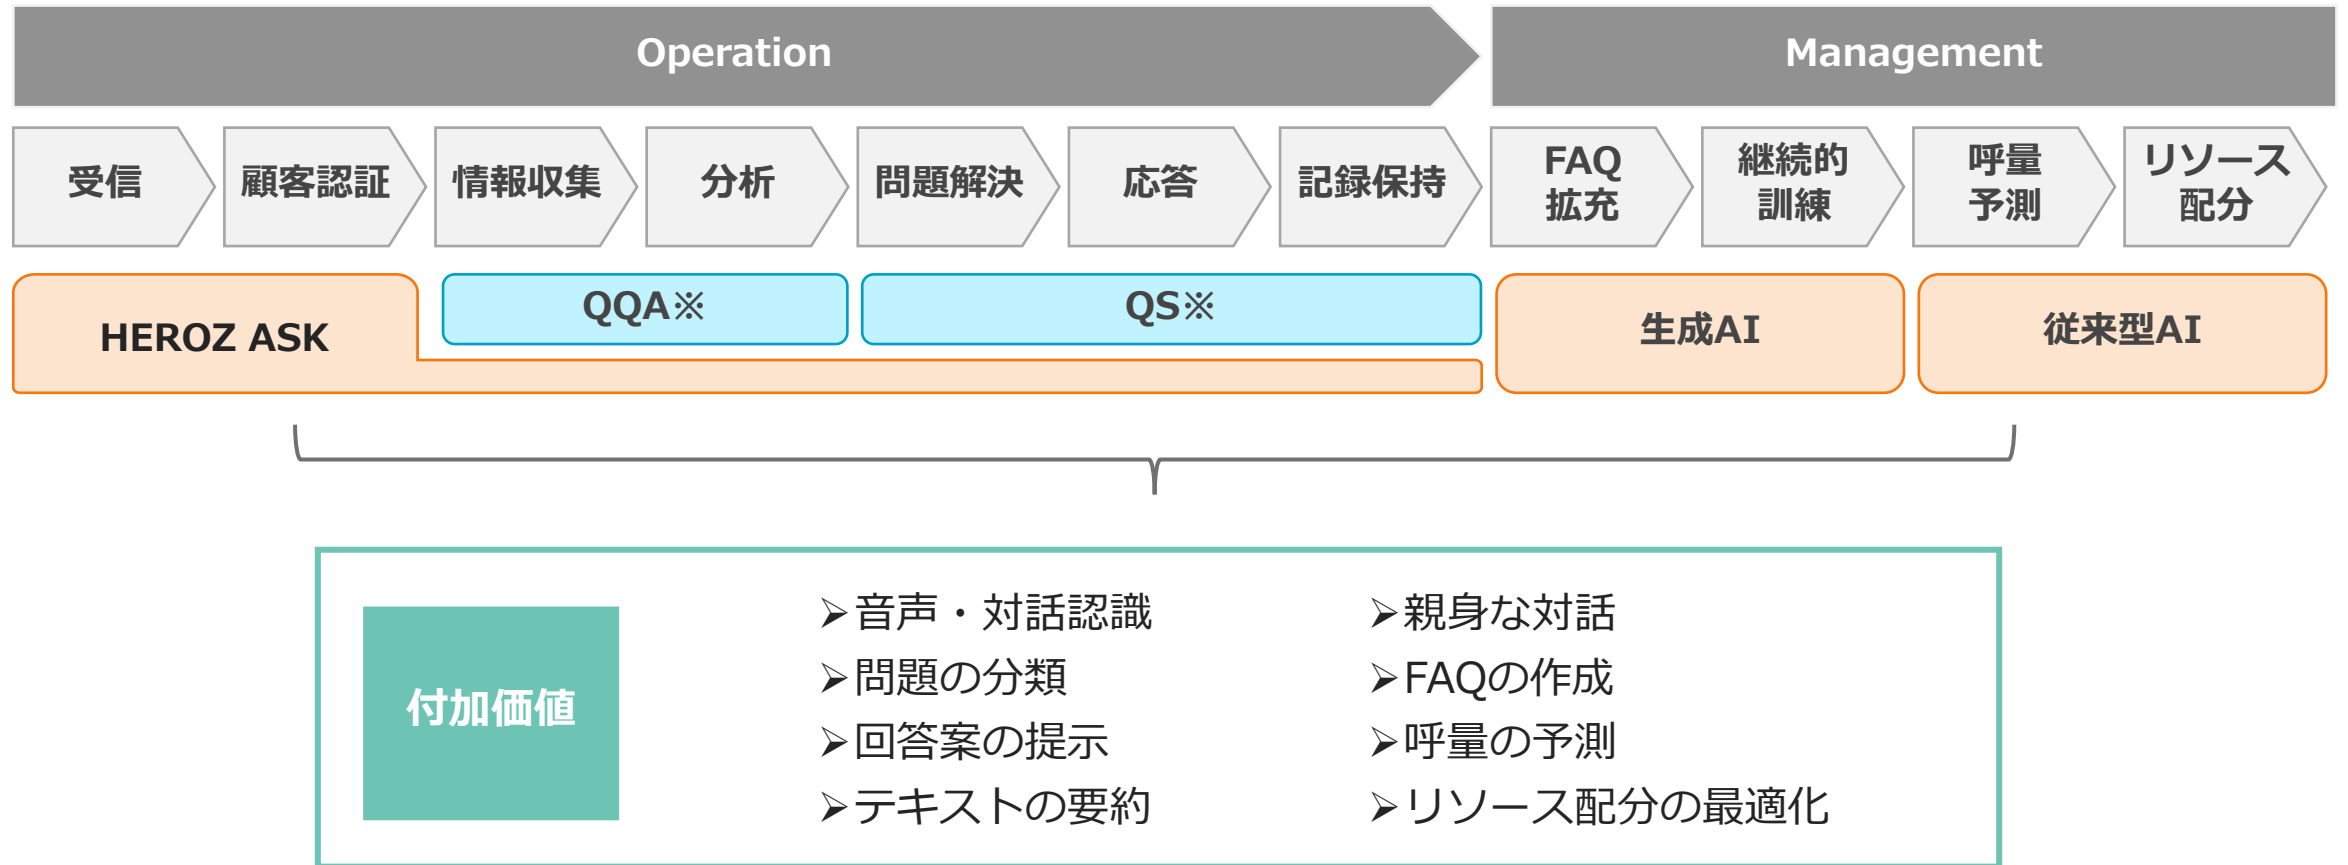 Operation
Management
受信
顧客認証
情報収集
分析
問題解決
応答
記録保持
FAQ
拡充
継続的
訓練
呼量
予測
リソース
配分
HEROZ ASK
QQA※
QS※
生成AI
従来型AI
付加価値
➢音声・対話認識
➢問題の分類
➢回答案の提示
➢テキストの要約
➢親身な対話
➢FAQの作成
➢呼量の予測
➢リソース配分の最適化